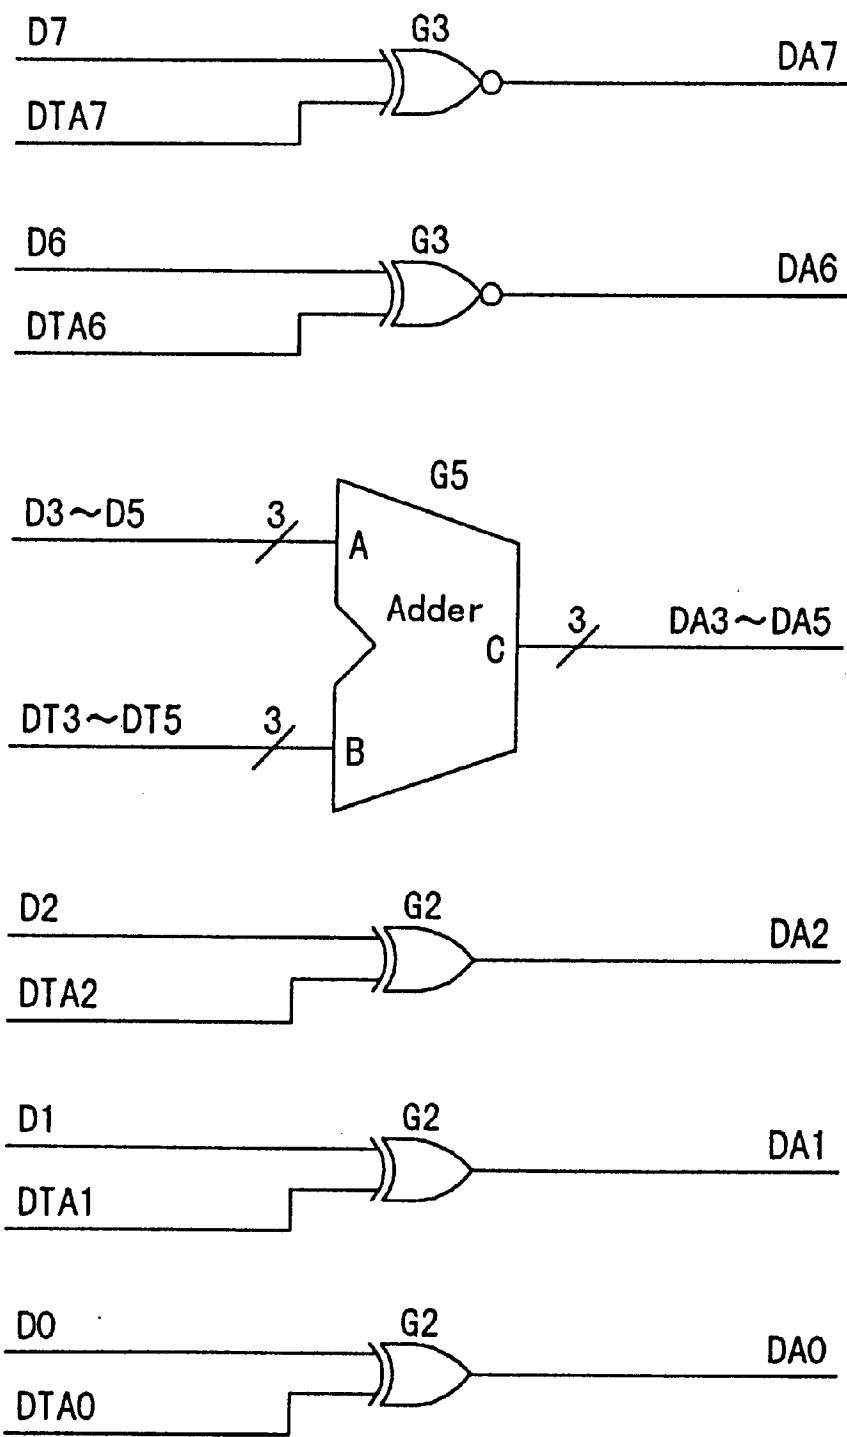 D7 G3 DA7
DTA7
D6 G3 DA6
DTA6
G5
D3～D5 3 A
Adder
C 3 DA3～DA5
DT3～DT5 3 B
D2 G2 DA2
DTA2
D1 G2 DA1
DTA1
D0 G2 DA0
DTA0